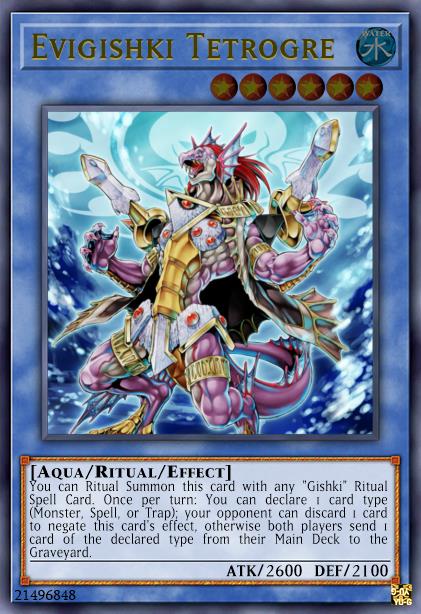 Evigishki Tetrogre
WATER
水
[Aqua/Ritual/Effect]
You can Ritual Summon this card with any "Gishki" Ritual
Spell Card. Once per turn: You can declare 1 card type
(Monster, Spell, or Trap); your opponent can discard 1 card
to negate this card's effect, otherwise both players send 1
card of the declared type from their Main Deck to the
Graveyard.
ATK/2600 DEF/2100
21496848